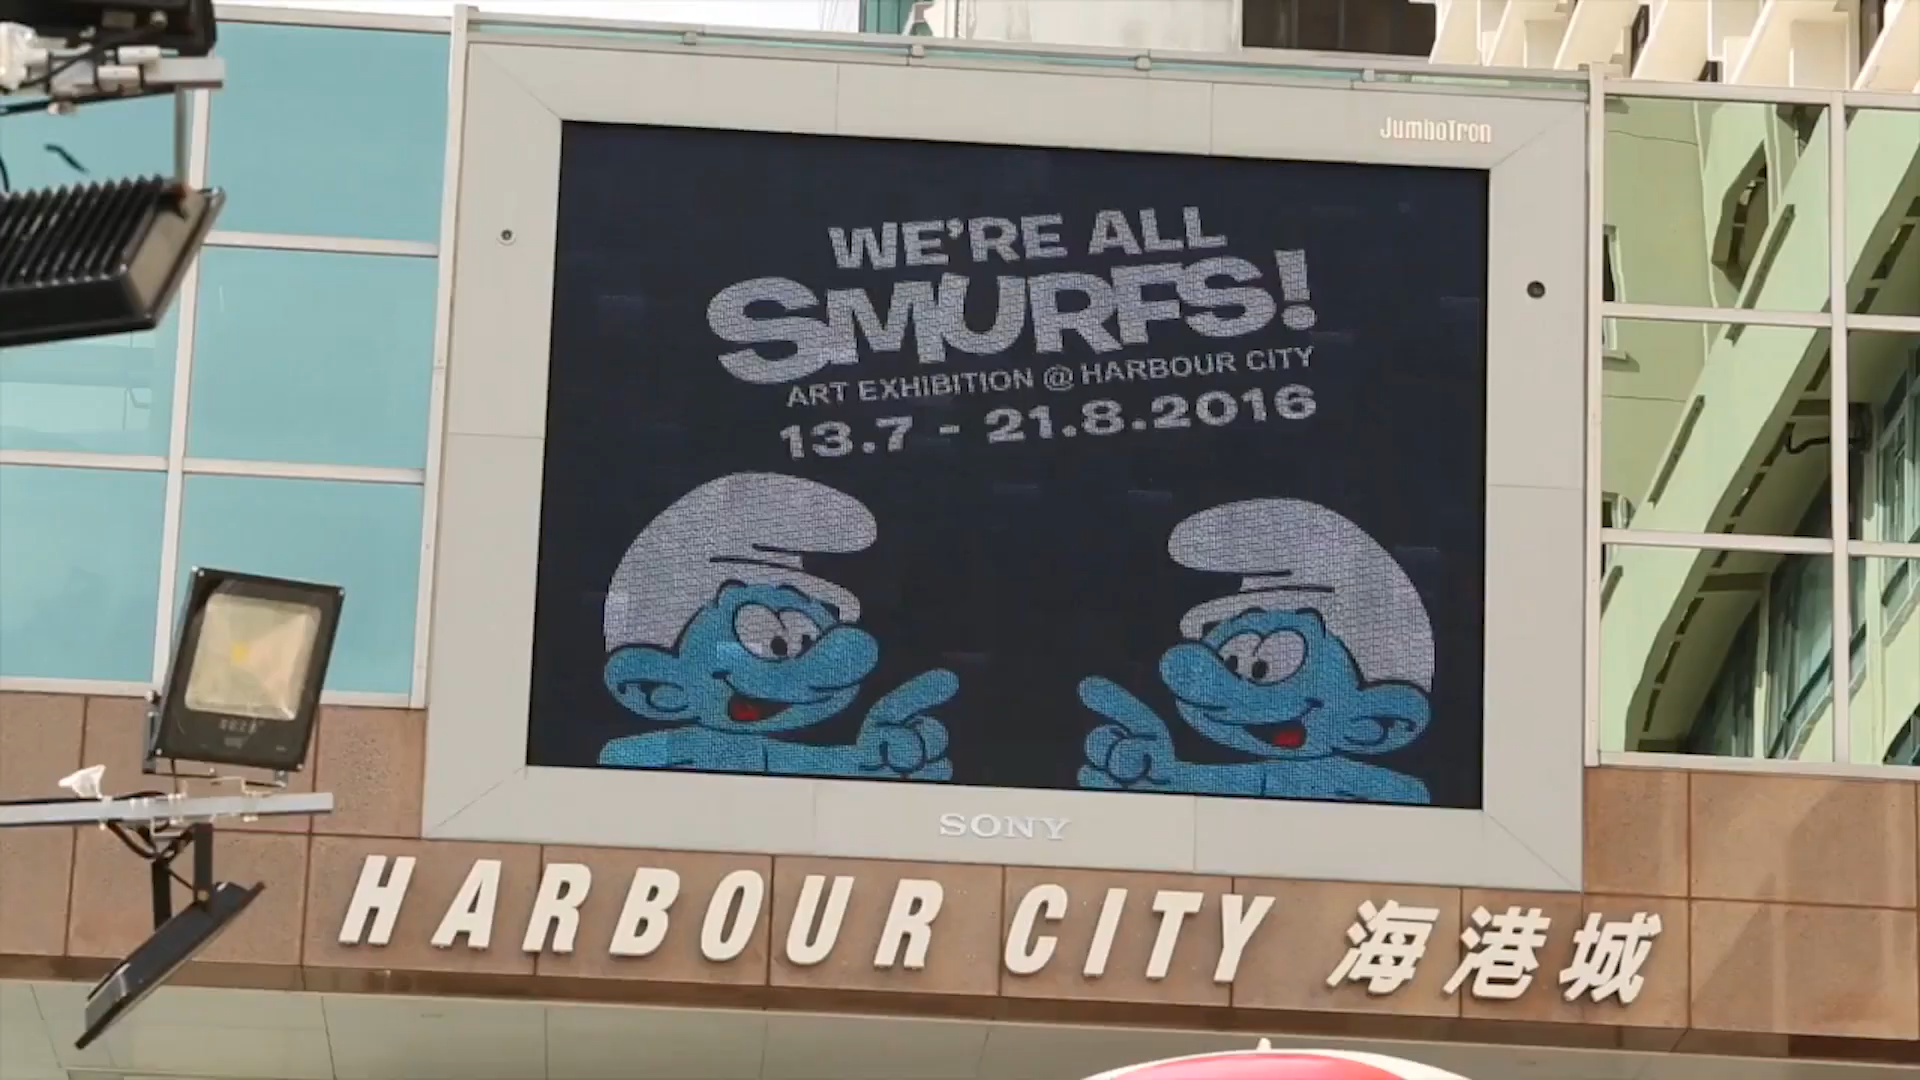 JumboTron
WE'RE ALL
SMURFS!
ART EXHIBITION @ HARBOUR CITY
13.7 - 21.8.2016
SONY
HARBOUR CITY 海港城